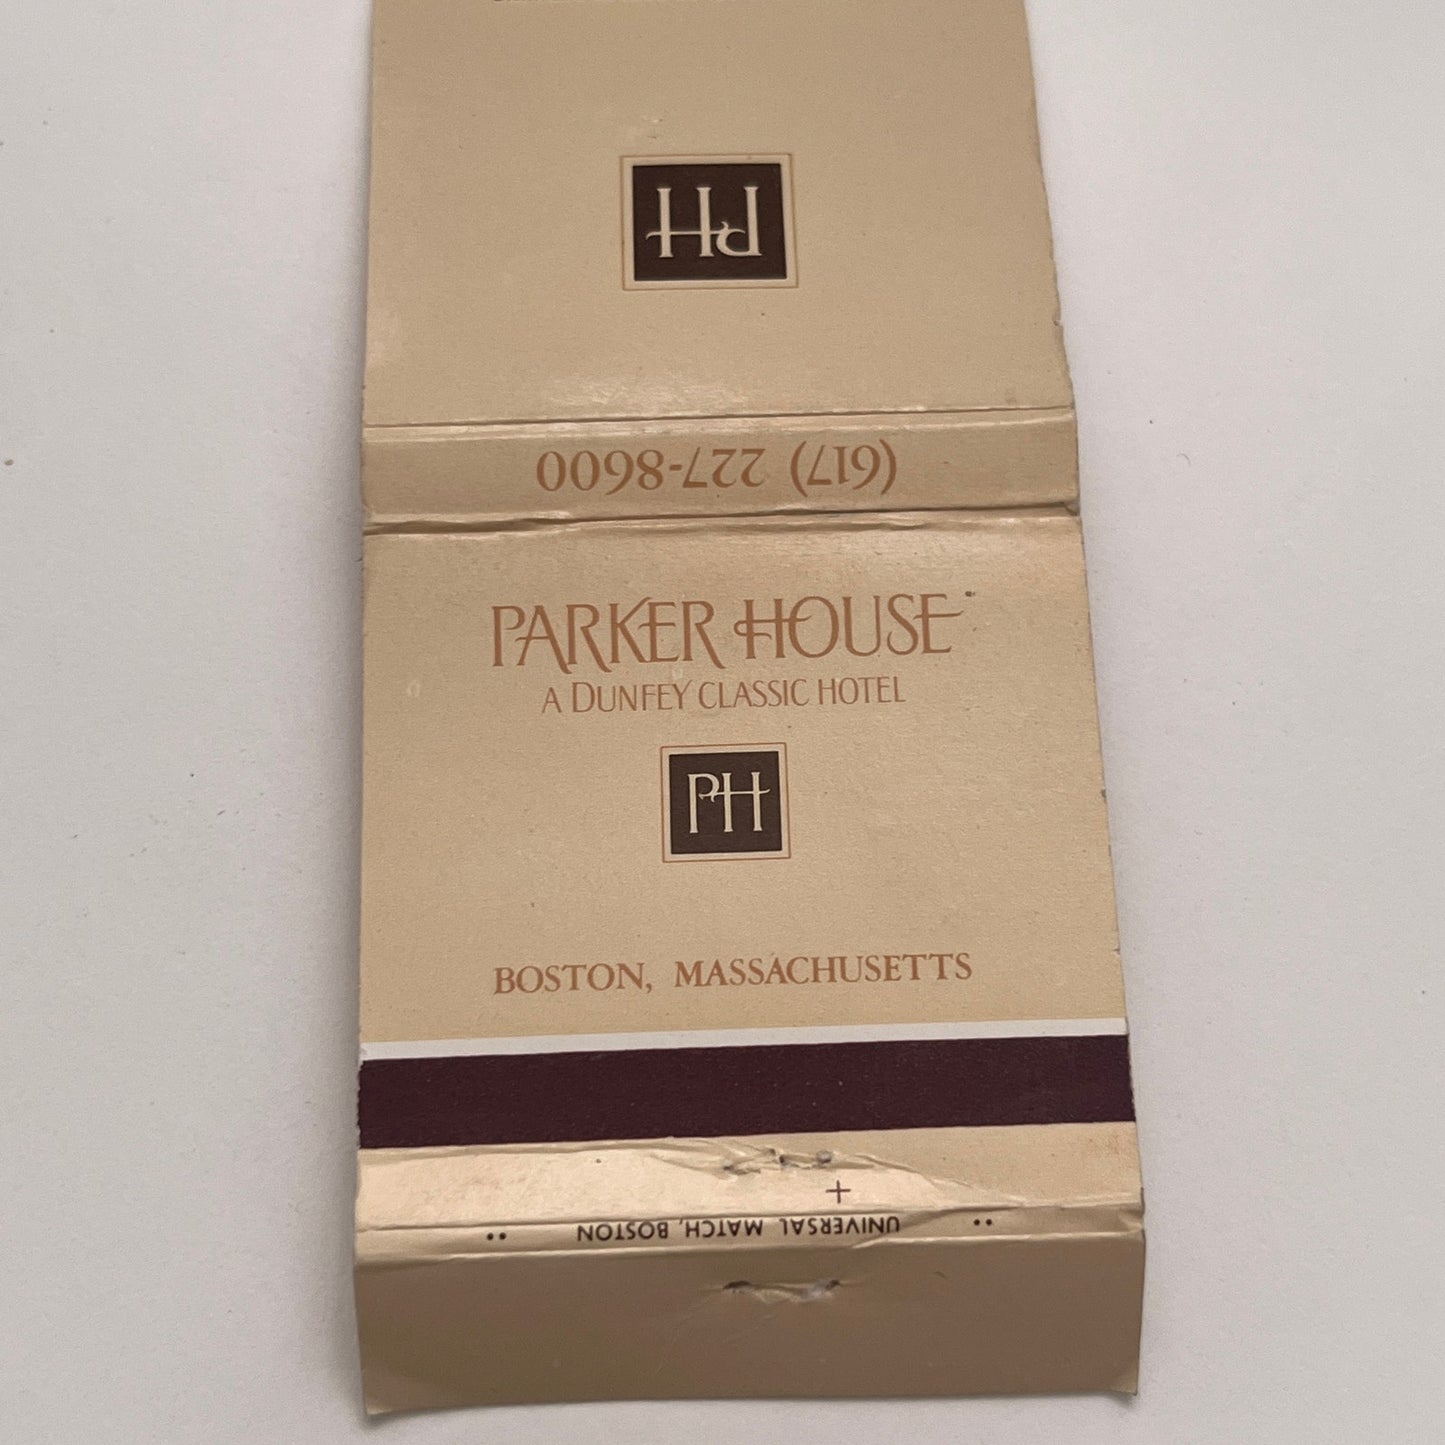 PH
(617) 227-8600
PARKER HOUSE
A DUNFEY CLASSIC HOTEL
PH
BOSTON, MASSACHUSETTS
UNIVERSAL MATCH, BOSTON